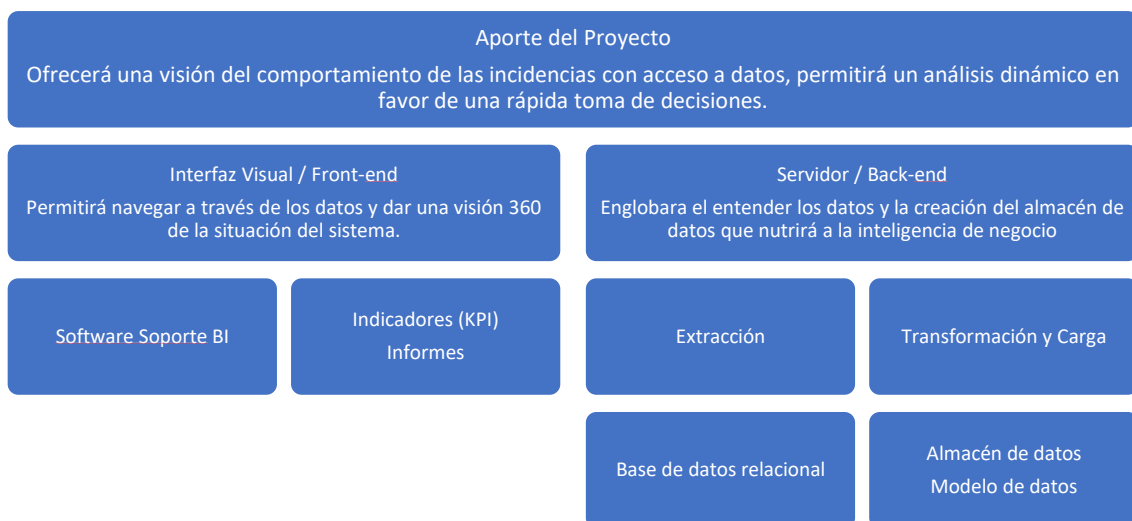 Aporte del Proyecto
Ofrecerá una visión del comportamiento de las incidencias con acceso a datos, permitirá un análisis dinámico en
favor de una rápida toma de decisiones.
Interfaz Visual / Front-end
Permitirá navegar a través de los datos y dar una visión 360
de la situación del sistema.
Servidor / Back-end
Englobara el entender los datos y la creación del almacén de
datos que nutrirá a la inteligencia de negocio
Software Soporte BI
Indicadores (KPI)
Informes
Extracción
Transformación y Carga
Base de datos relacional
Almacén de datos
Modelo de datos